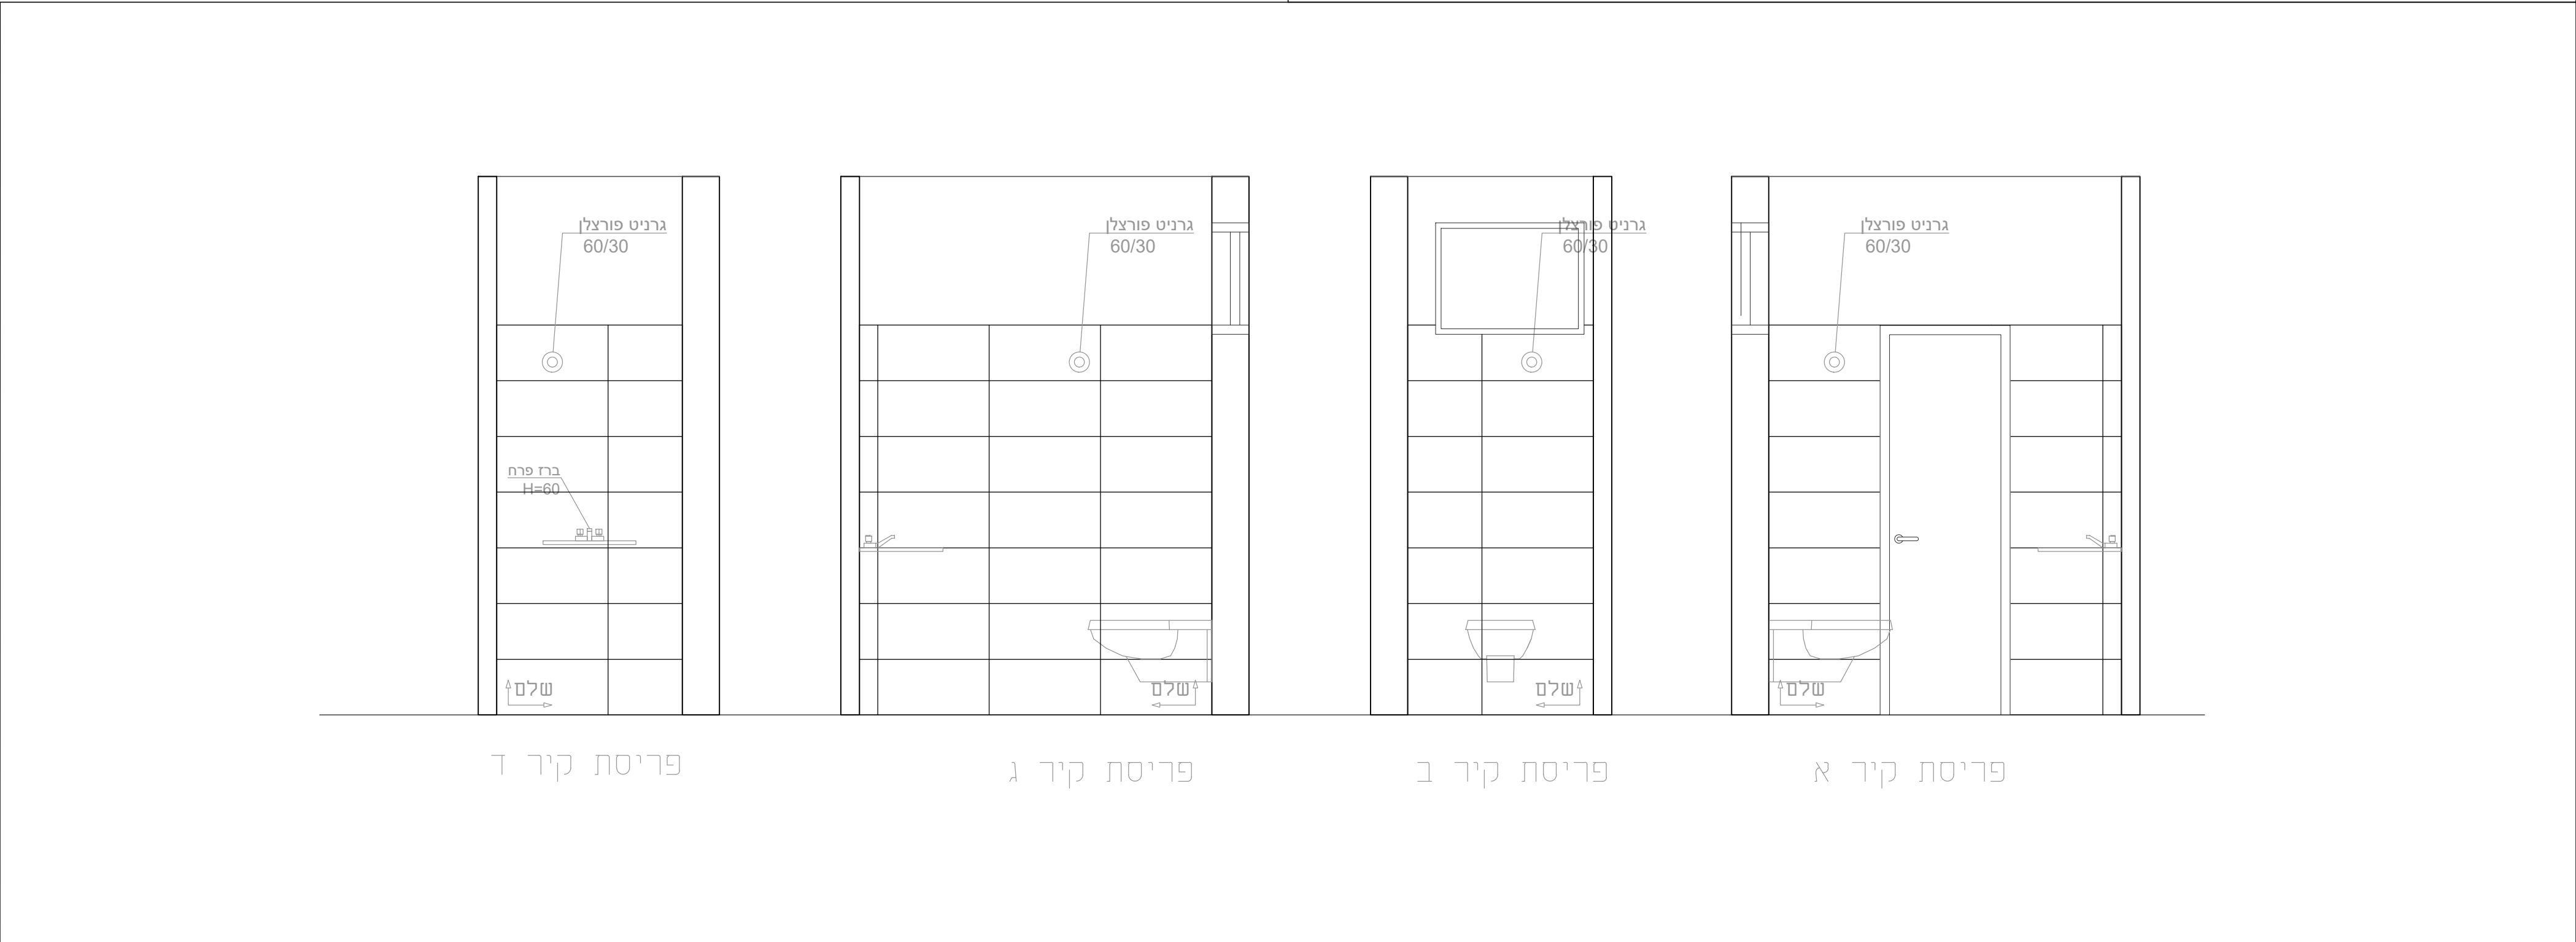 גרניט פורצלן
60/30
שלם
פריסת קיר א
גרניט פורצלן
60/30
שלם
פריסת קיר ב
גרניט פורצלן
60/30
שלם
פריסת קיר ג
גרניט פורצלן
60/30
ברז פרח
H=60
שלם
פריסת קיר ד